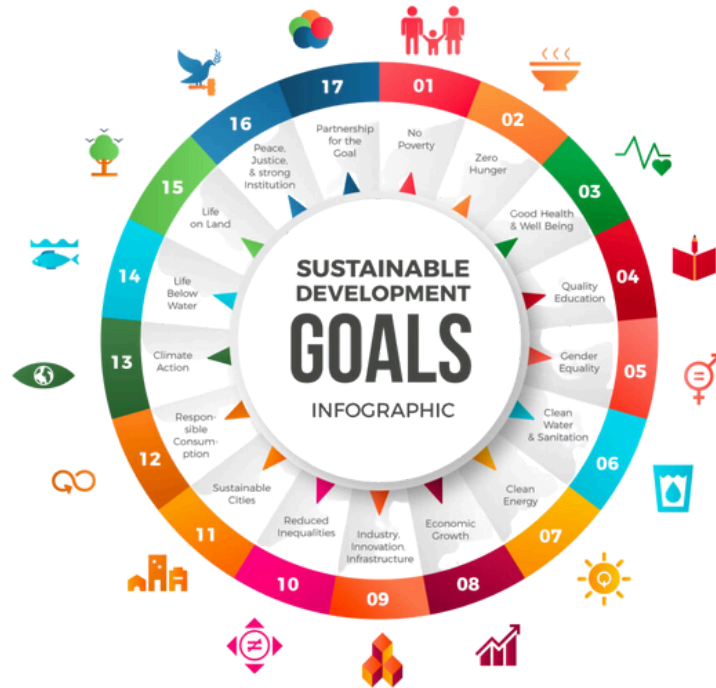 SUSTAINABLE
DEVELOPMENT
GOALS
INFOGRAPHIC
01
No
Poverty
02
Zero
Hunger
03
Good Health
& Well Being
04
Quality
Education
05
Gender
Equality
06
Clean
Water
& Sanitation
07
Clean
Energy
08
Economic
Growth
09
Industry,
Innovation,
Infrastructure
10
Reduced
Inequalities
11
Sustainable
Cities
12
Respon-
sible
Consum-
ption
13
Climate
Action
14
Life
Below
Water
15
Life
on Land
16
Peace,
Justice,
& strong
Institution
17
Partnership
for the
Goal